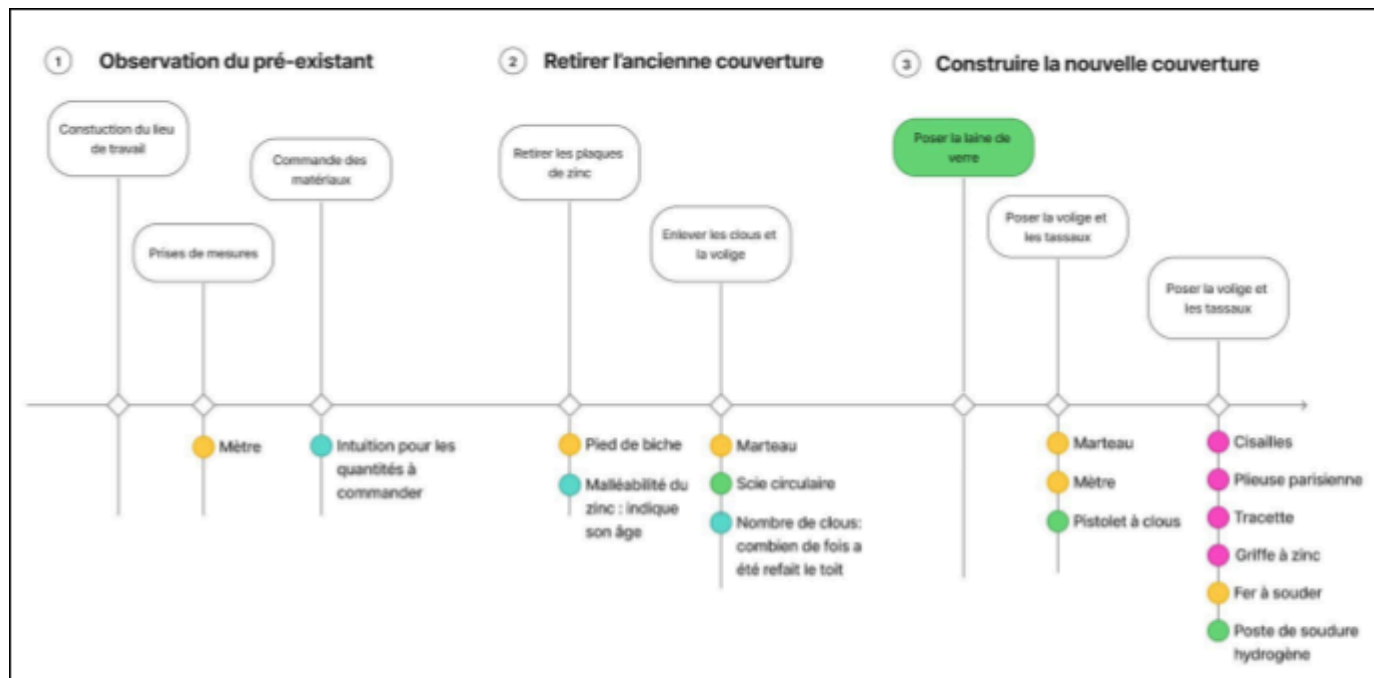 1 Observation du pré-existant
Constuction du lieu
de travail
Prises de mesures
Commande des
matériaux
Mètre
Intuition pour les
quantités à
commander
2 Retirer l'ancienne couverture
Retirer les plaques
de zinc
Enlever les clous et
la volige
Pied de biche
Malléabilité du
zinc : indique
son âge
Marteau
Scie circulaire
Nombre de clous:
combien de fois a
été refait le toit
3 Construire la nouvelle couverture
Poser la laine de
verre
Poser la volige et
les tassaux
Poser la volige et
les tassaux
Marteau
Mètre
Pistolet à clous
Cisailles
Plieuse parisienne
Tracette
Griffe à zinc
Fer à souder
Poste de soudure
hydrogène